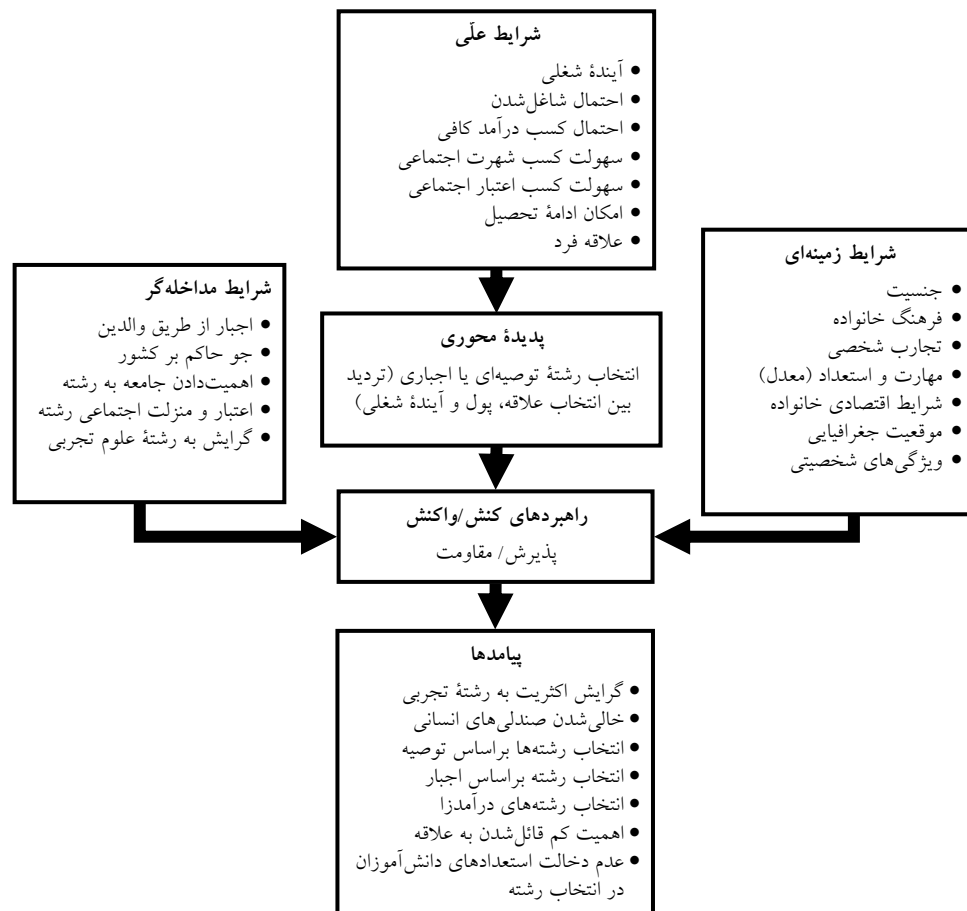 شرایط علّی
• آیندهٔ شغلی
• احتمال شاغل‌شدن
• احتمال کسب درآمد کافی
• سهولت کسب شهرت اجتماعی
• سهولت کسب اعتبار اجتماعی
• امکان ادامهٔ تحصیل
• علاقه فرد
شرایط زمینه‌ای
• جنسیت
• فرهنگ خانواده
• تجارب شخصی
• مهارت و استعداد (معدل)
• شرایط اقتصادی خانواده
• موقعیت جغرافیایی
• ویژگی‌های شخصیتی
شرایط مداخله‌گر
• اجبار از طریق والدین
• جو حاکم بر کشور
• اهمیت‌دادن جامعه به رشته
• اعتبار و منزلت اجتماعی رشته
• گرایش به رشتهٔ علوم تجربی
پدیدهٔ محوری
انتخاب رشتهٔ توصیه‌ای یا اجباری (تردید
بین انتخاب علاقه، پول و آیندهٔ شغلی)
راهبردهای کنش/واکنش
پذیرش/ مقاومت
پیامدها
• گرایش اکثریت به رشتهٔ تجربی
• خالی‌شدن صندلی‌های انسانی
• انتخاب رشته‌ها براساس توصیه
• انتخاب رشته براساس اجبار
• انتخاب رشته‌های درآمدزا
• اهمیت کم قائل‌شدن به علاقه
• عدم دخالت استعدادهای دانش‌آموزان
در انتخاب رشته